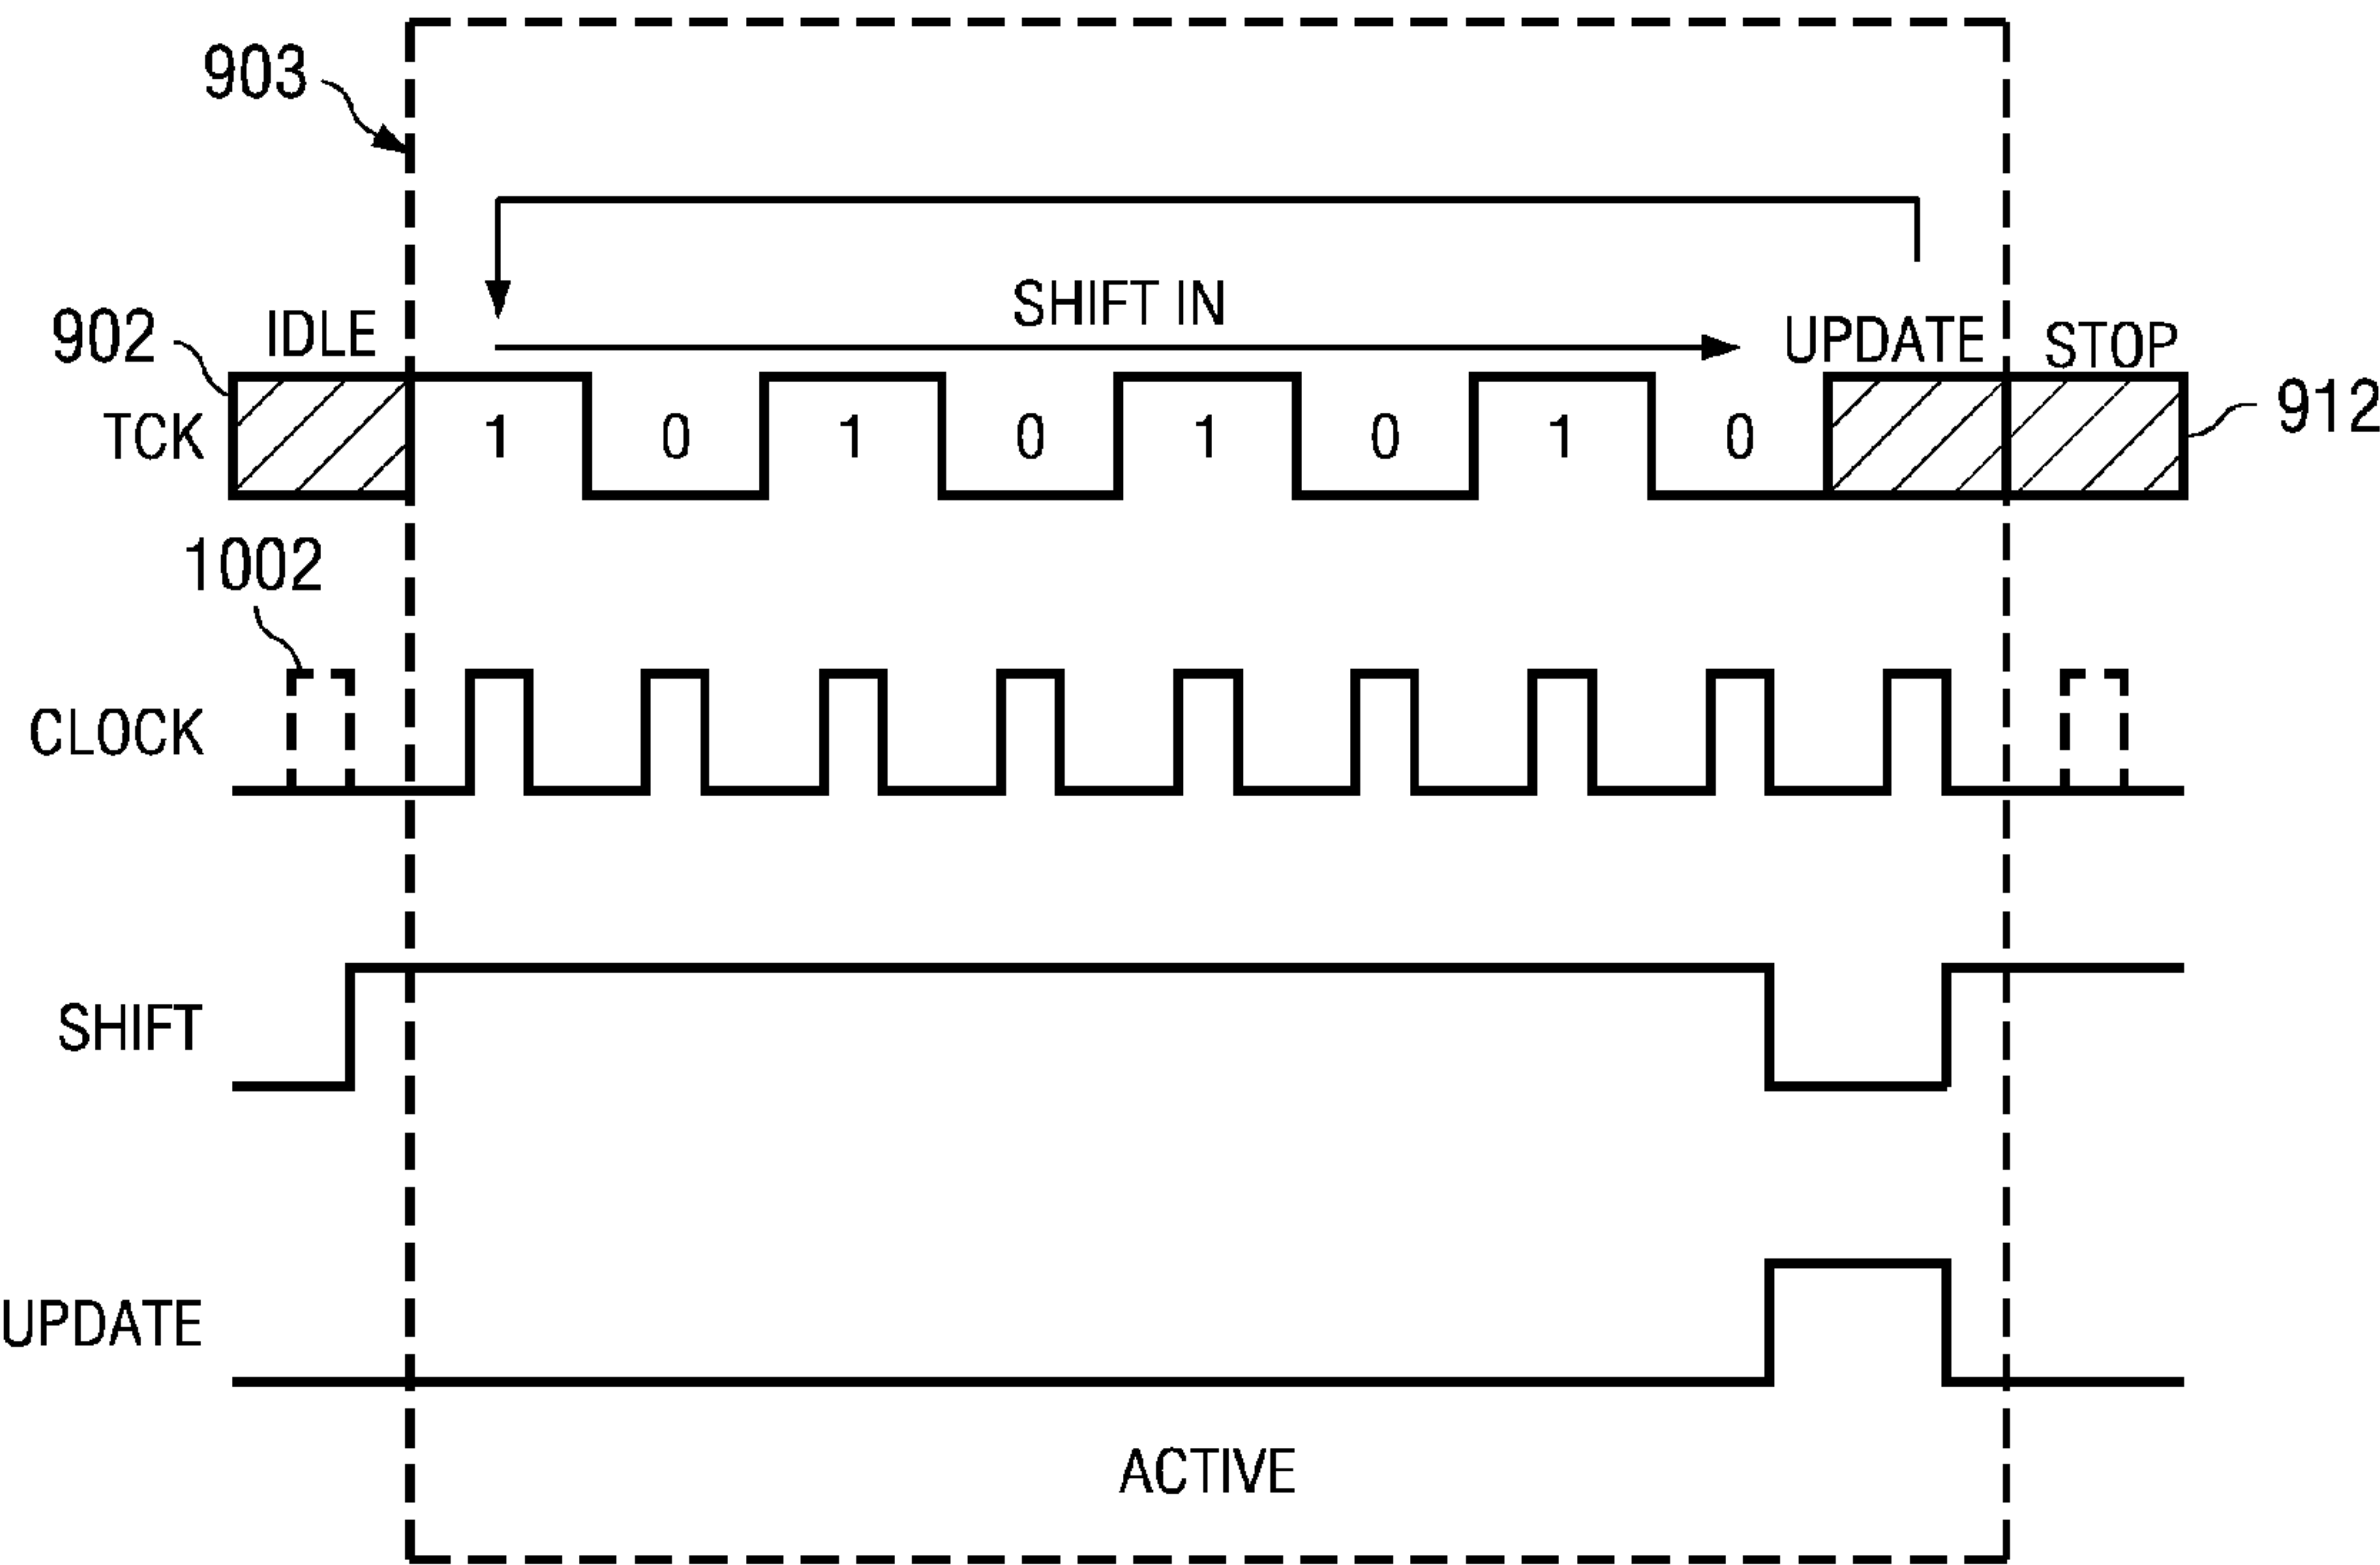 903
SHIFT IN
902 IDLE UPDATE STOP
TCK 1 0 1 0 1 0 1 0 912
1002
CLOCK
SHIFT
UPDATE
ACTIVE